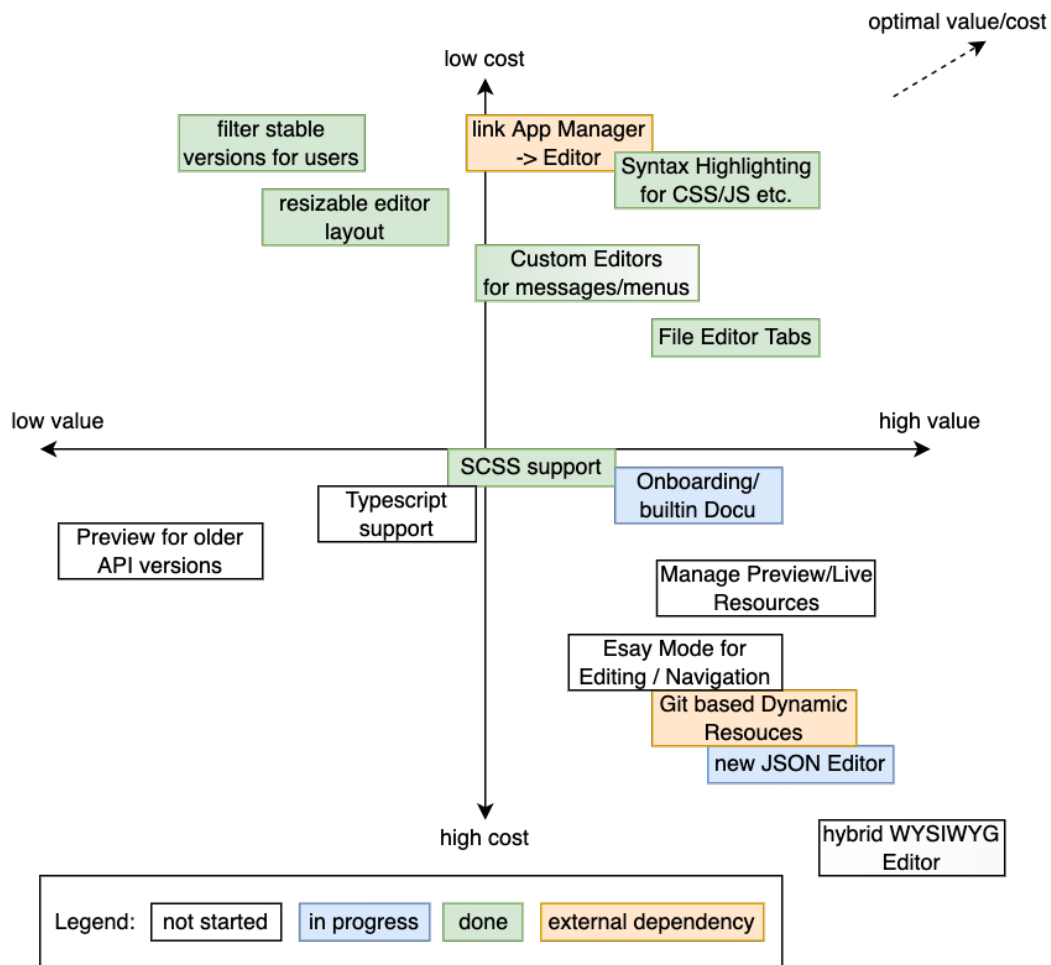 optimal value/cost
low cost
filter stable
versions for users
link App Manager
-> Editor
Syntax Highlighting
for CSS/JS etc.
resizable editor
layout
Custom Editors
for messages/menus
File Editor Tabs
low value
high value
SCSS support
Onboarding/
builtin Docu
Typescript
support
Preview for older
API versions
Manage Preview/Live
Resources
Esay Mode for
Editing / Navigation
Git based Dynamic
Resouces
new JSON Editor
high cost
hybrid WYSIWYG
Editor
Legend:
not started
in progress
done
external dependency